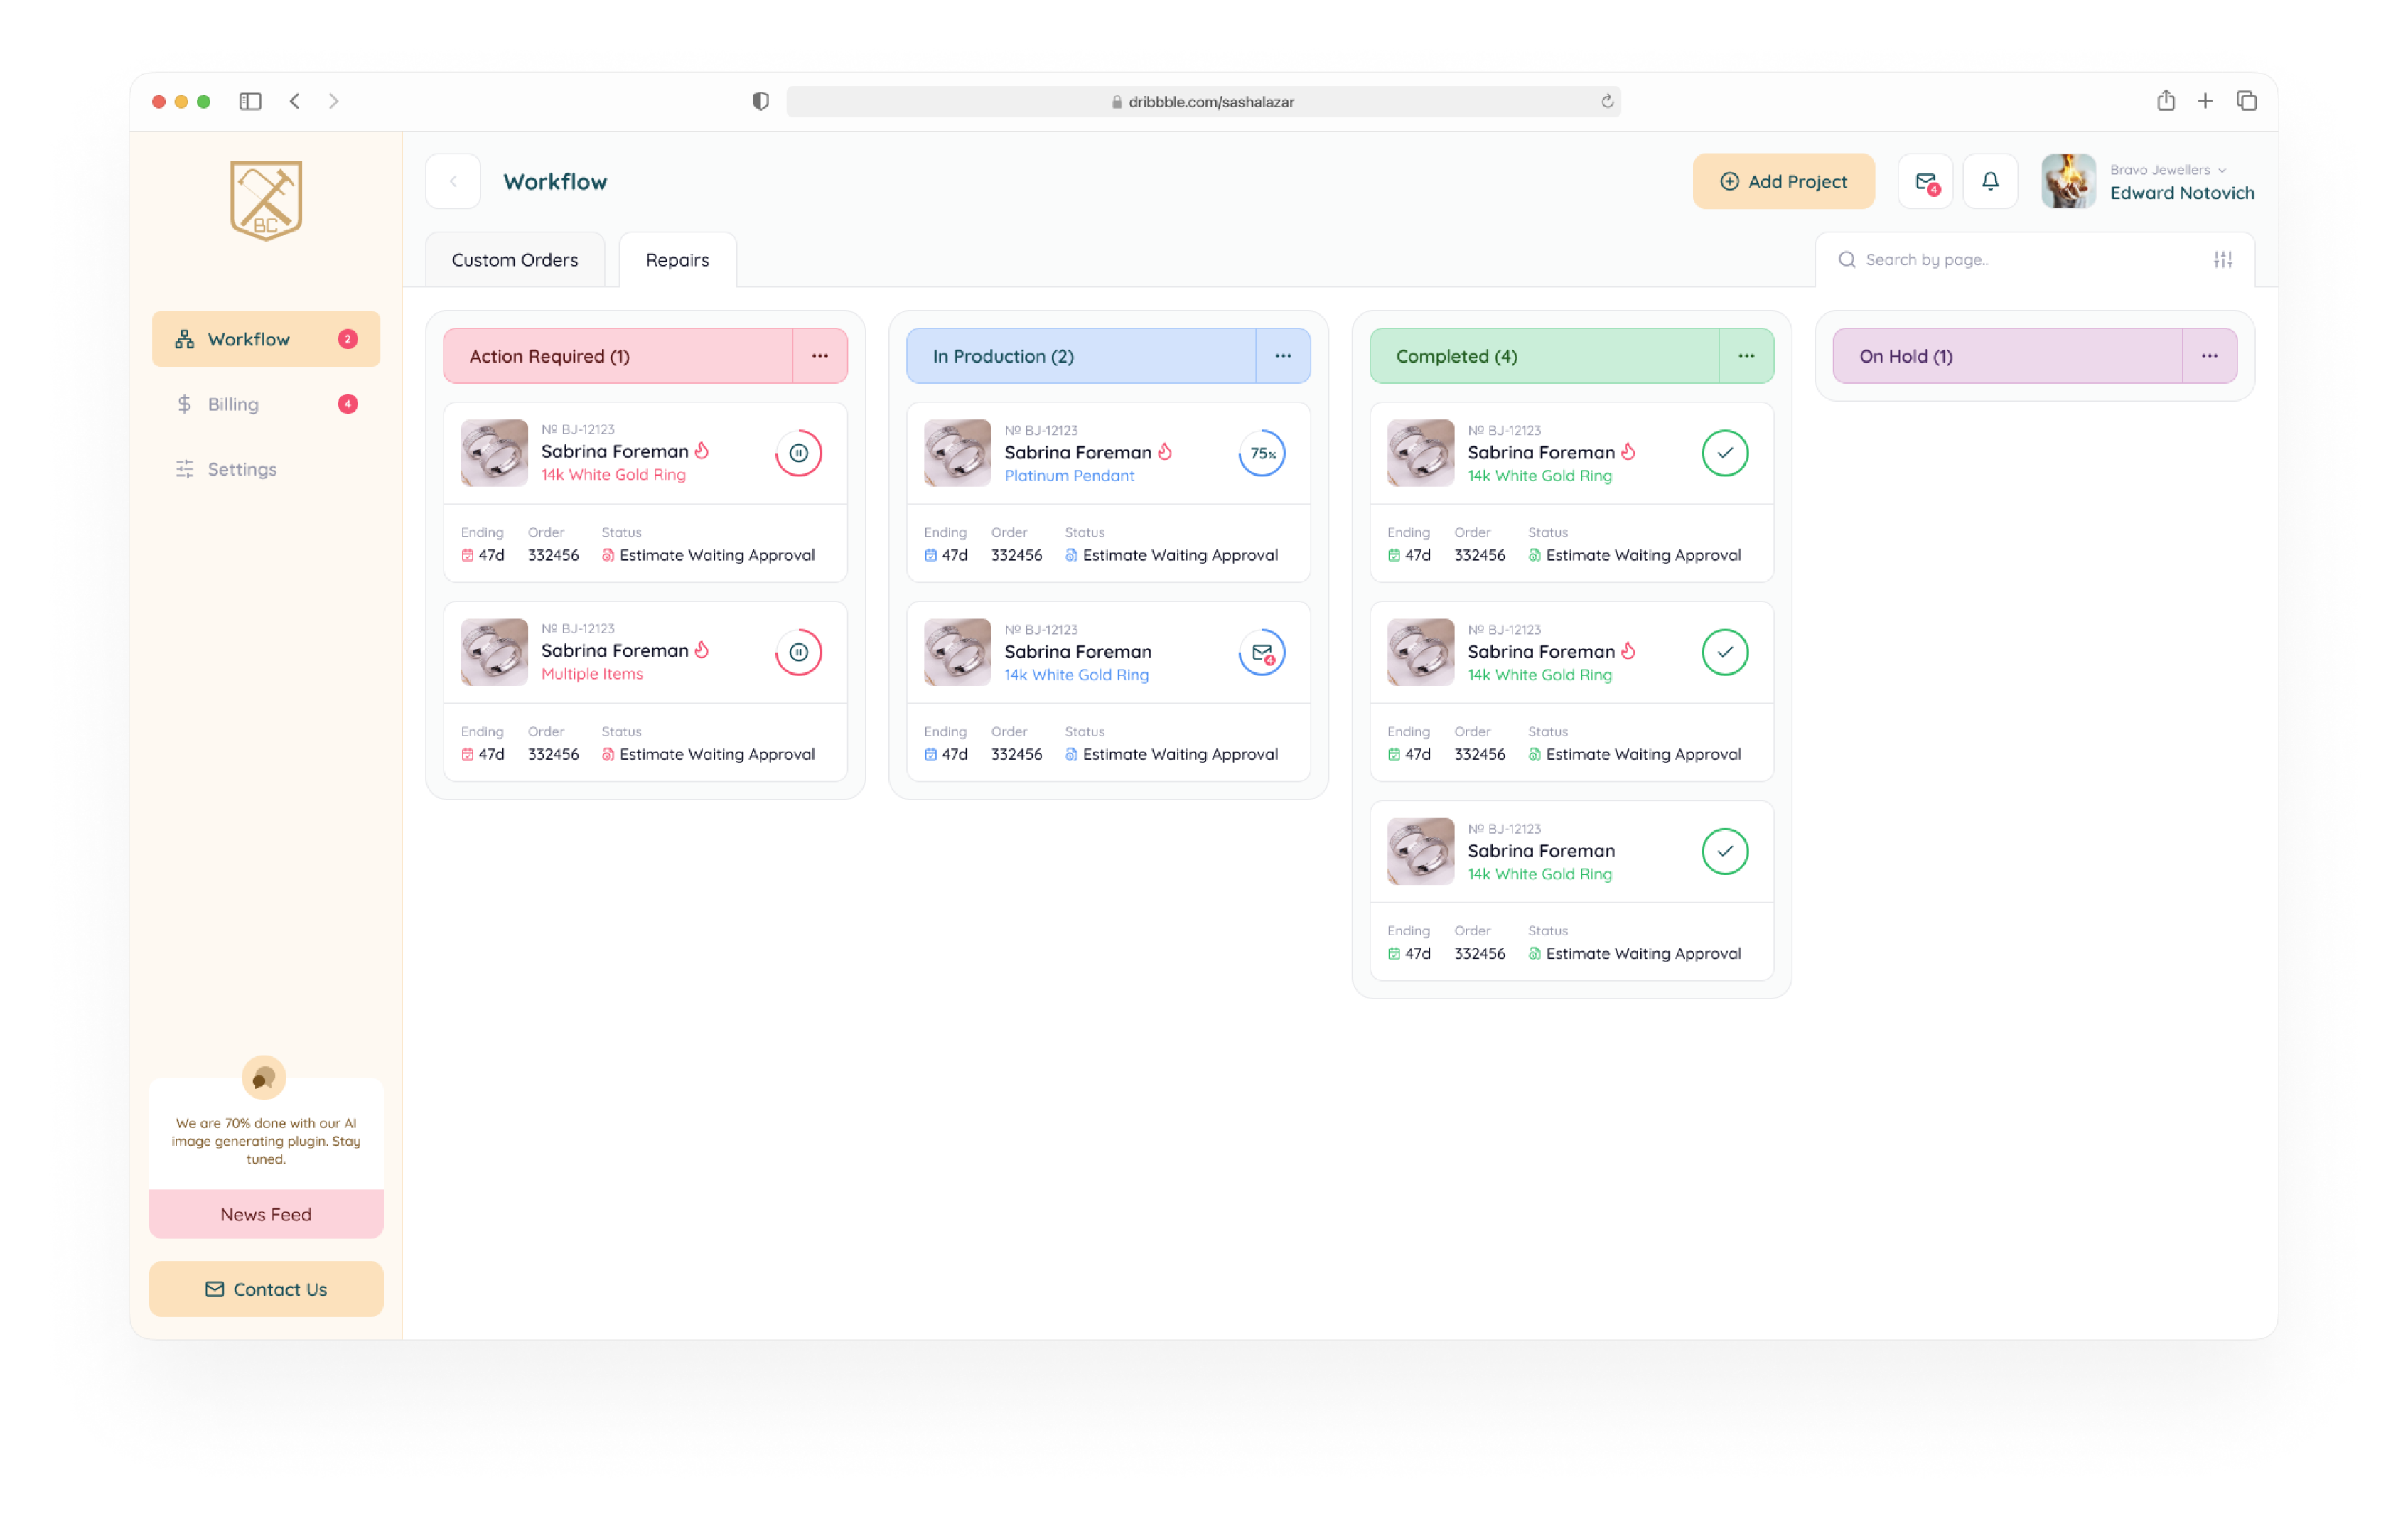 dribbble.com/sashalazar
BC
Workflow
Add Project
4
Bravo Jewellers
Edward Notovich
Custom Orders
Repairs
Search by page..
Workflow
2
Billing
4
Settings
Action Required (1)
№ BJ-12123
Sabrina Foreman
14k White Gold Ring
Ending Order Status
47d 332456 Estimate Waiting Approval
№ BJ-12123
Sabrina Foreman
Multiple Items
Ending Order Status
47d 332456 Estimate Waiting Approval
In Production (2)
№ BJ-12123
Sabrina Foreman
Platinum Pendant
75%
Ending Order Status
47d 332456 Estimate Waiting Approval
№ BJ-12123
Sabrina Foreman
14k White Gold Ring
4
Ending Order Status
47d 332456 Estimate Waiting Approval
Completed (4)
№ BJ-12123
Sabrina Foreman
14k White Gold Ring
Ending Order Status
47d 332456 Estimate Waiting Approval
№ BJ-12123
Sabrina Foreman
14k White Gold Ring
Ending Order Status
47d 332456 Estimate Waiting Approval
№ BJ-12123
Sabrina Foreman
14k White Gold Ring
Ending Order Status
47d 332456 Estimate Waiting Approval
On Hold (1)
We are 70% done with our AI
image generating plugin. Stay
tuned.
News Feed
Contact Us